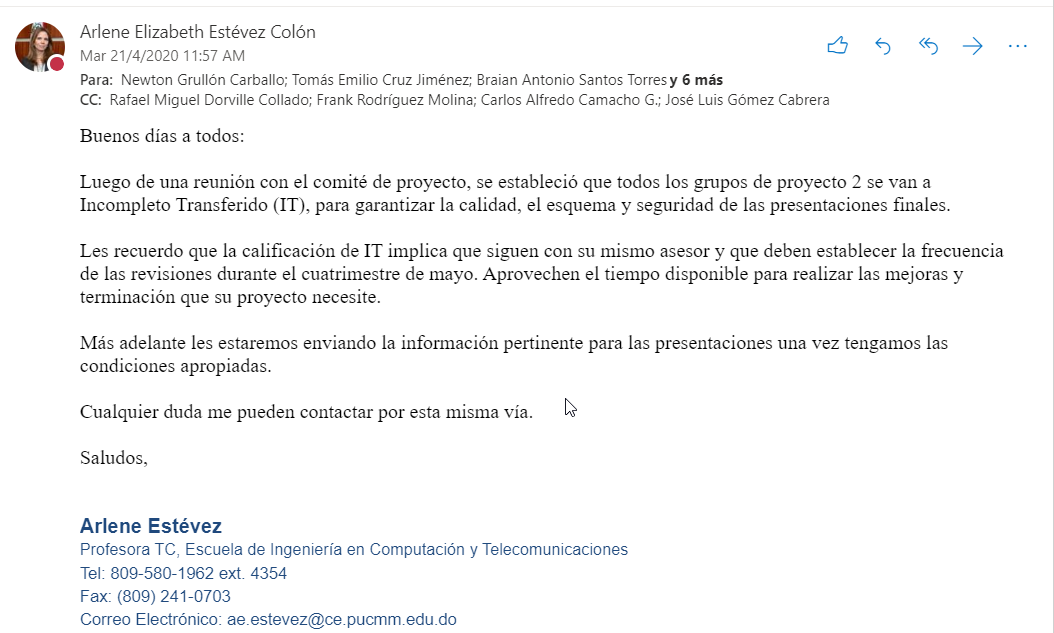 Arlene Elizabeth Estévez Colón
Mar 21/4/2020 11:57 AM
Para: Newton Grullón Carballo; Tomás Emilio Cruz Jiménez; Braian Antonio Santos Torres y 6 más
CC: Rafael Miguel Dorville Collado; Frank Rodríguez Molina; Carlos Alfredo Camacho G.; José Luis Gómez Cabrera
Buenos días a todos:
Luego de una reunión con el comité de proyecto, se estableció que todos los grupos de proyecto 2 se van a
Incompleto Transferido (IT), para garantizar la calidad, el esquema y seguridad de las presentaciones finales.
Les recuerdo que la calificación de IT implica que siguen con su mismo asesor y que deben establecer la frecuencia
de las revisiones durante el cuatrimestre de mayo. Aprovechen el tiempo disponible para realizar las mejoras y
terminación que su proyecto necesite.
Más adelante les estaremos enviando la información pertinente para las presentaciones una vez tengamos las
condiciones apropiadas.
Cualquier duda me pueden contactar por esta misma vía.
Saludos,
Arlene Estévez
Profesora TC, Escuela de Ingeniería en Computación y Telecomunicaciones
Tel: 809-580-1962 ext. 4354
Fax: (809) 241-0703
Correo Electrónico: ae.estevez@ce.pucmm.edu.do